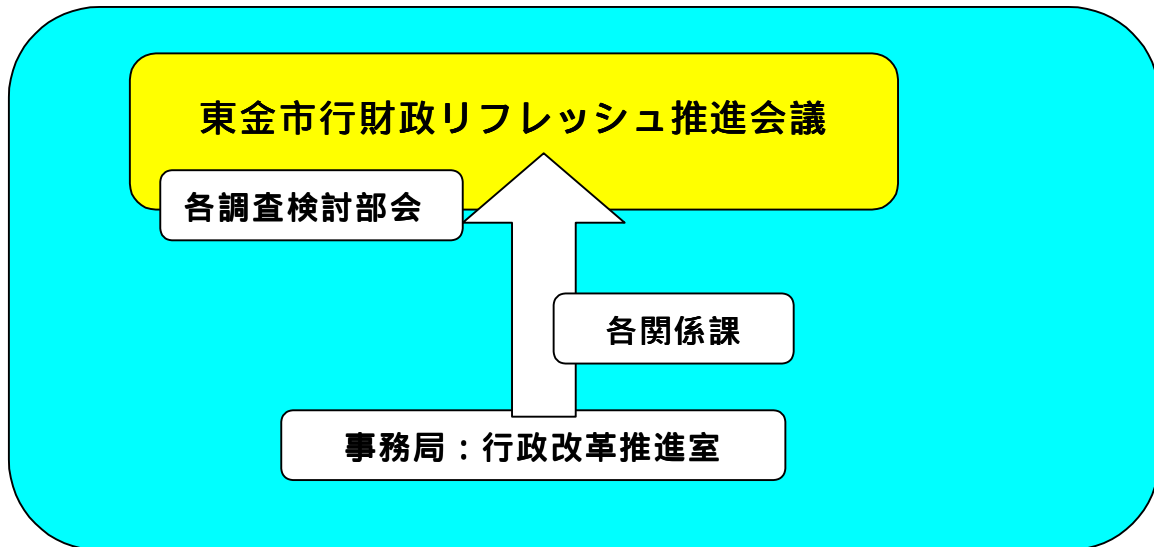 東金市行財政リフレッシュ推進会議
各調査検討部会
各関係課
事務局：行政改革推進室